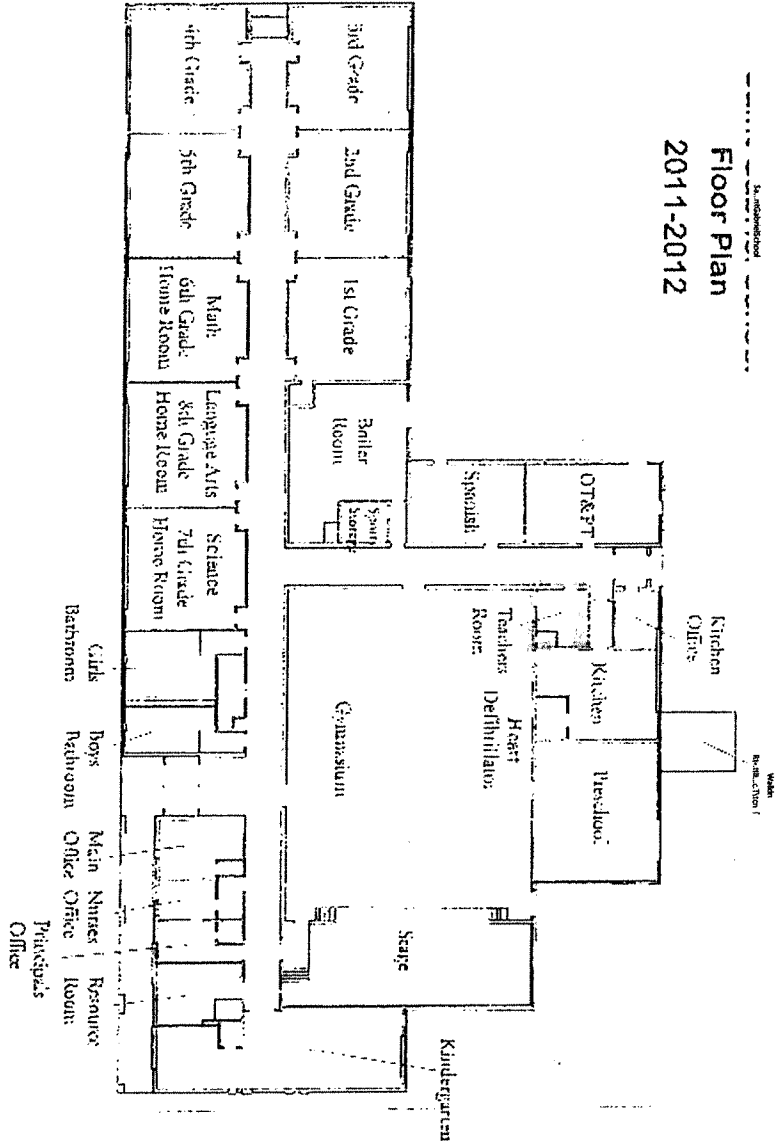 Floor Plan
2011-2012
Kitchen
Office
OT&PT
Kitchen
Preschool
Spanish
Teachers
Room
Heart
Defibrillator
Sports
Storage
Stage
Kindergarten
3rd Grade
2nd Grade
1st Grade
Boiler
Room
Gymnasium
4th Grade
5th Grade
Math
6th Grade
Home Room
Language Arts
8th Grade
Home Room
Science
7th Grade
Home Room
Girls
Bathroom
Boys
Bathroom
Main
Office
Nurses
Office
Resource
Room
Principals
Office